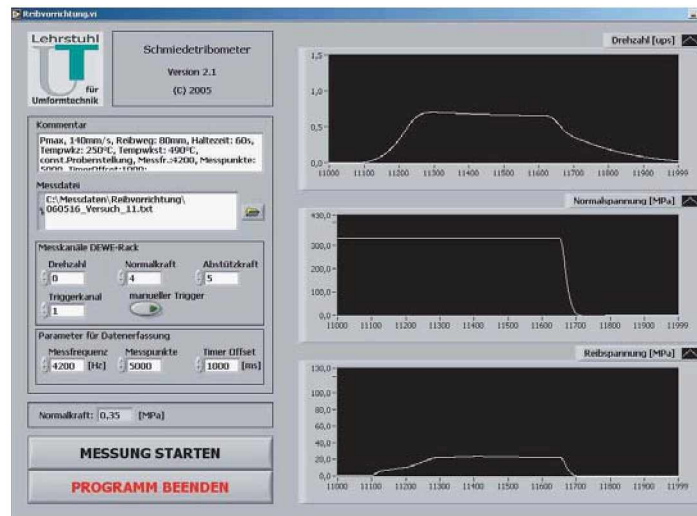 Reibvorrichtung.vi
Lehrstuhl
UT
für
Umformtechnik
Schmiedetribometer
Version 2.1
(C) 2005
Kommentar
Pmax, 140mm/s, Reibweg: 80mm, Haltezeit: 60s,
Tempwkz: 250°C, Tempwkst: 490°C,
const.Probenstellung, Messfr.:4200, Messpunkte:
5000, TimerOffret:1000;
Messdatei
C:\Messdaten\Reibvorrichtung\
060516_Versuch_11.txt
Messkanäle DEWE-Rack
Drehzahl Normalkraft Abstützkraft
0 4 5
Triggerkanal manueller Trigger
1
Parameter für Datenerfassung
Messfrequenz Messpunkte Timer Offset
4200 [Hz] 5000 1000 [ms]
Normalkraft: 0,35 [MPa]
MESSUNG STARTEN
PROGRAMM BEENDEN
Drehzahl [ups]
1,5
1,0
0,5
0,0
11000 11100 11200 11300 11400 11500 11600 11700 11800 11999
Normalspannung [MPa]
430,0
300,0
200,0
100,0
0,0
11000 11100 11200 11300 11400 11500 11600 11700 11800 11999
Reibspannung [MPa]
130,0
100,0
80,0
60,0
40,0
20,0
0,0
11000 11100 11200 11300 11400 11500 11600 11700 11800 11999